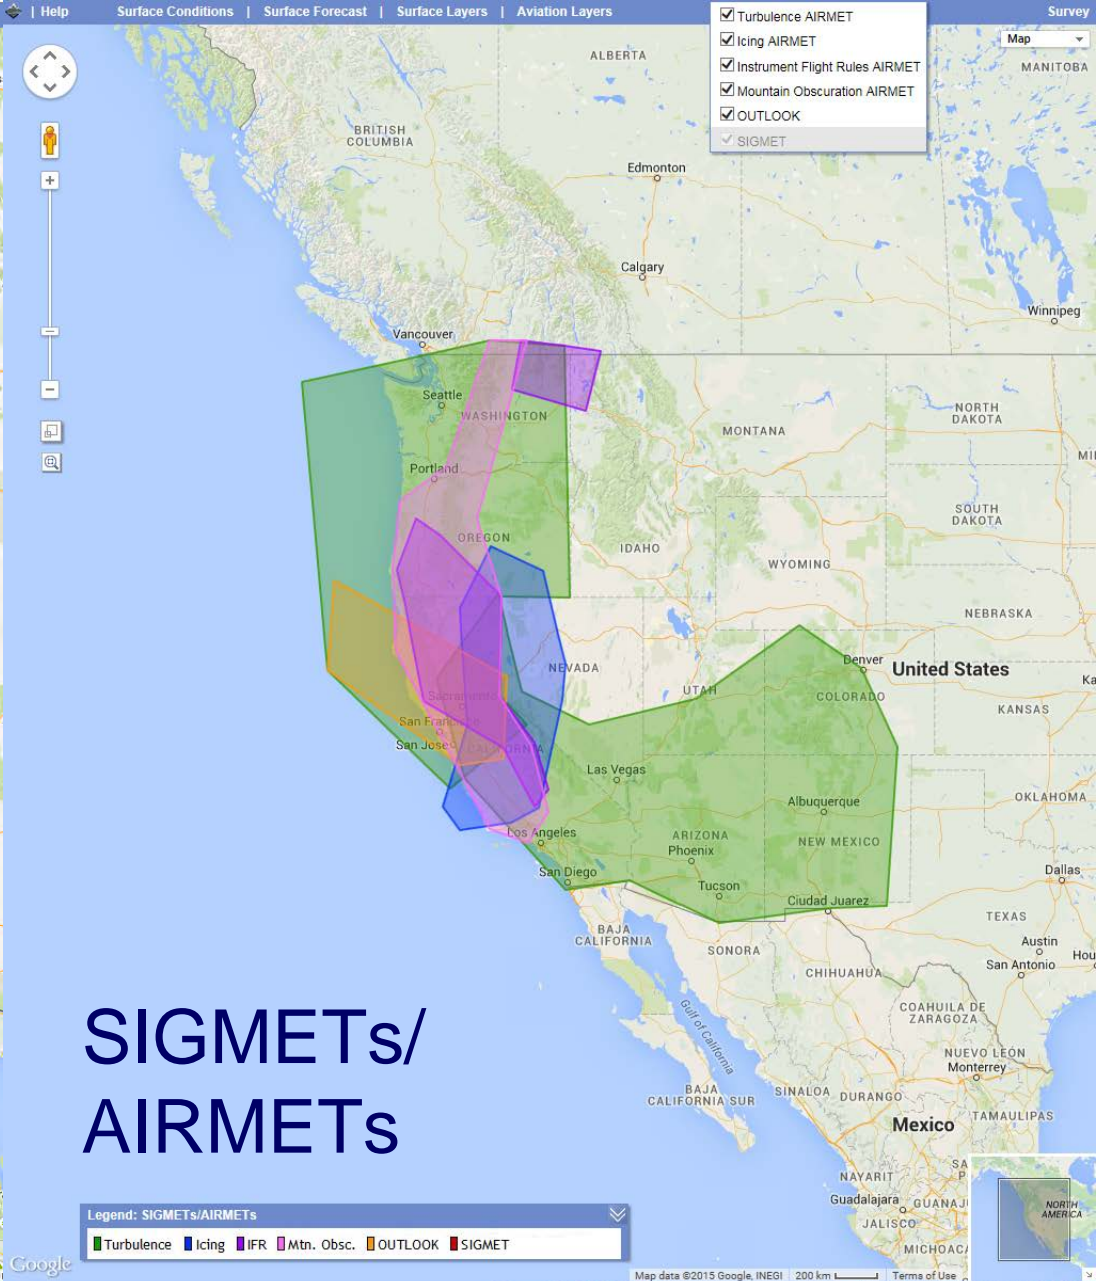 | Help Surface Conditions | Surface Forecast | Surface Layers | Aviation Layers Survey
Turbulence AIRMET
Icing AIRMET
Instrument Flight Rules AIRMET
Mountain Obscuration AIRMET
OUTLOOK
SIGMET
Map
ALBERTA
MANITOBA
BRITISH
COLUMBIA
Edmonton
Calgary
Winnipeg
Vancouver
Seattle
WASHINGTON
NORTH
DAKOTA
MONTANA
Portland
SOUTH
DAKOTA
OREGON
IDAHO
WYOMING
NEBRASKA
NEVADA
Denver
United States
UTAH
COLORADO
Sacramento
KANSAS
San Francisco
San Jose
CALIFORNIA
Las Vegas
Albuquerque
OKLAHOMA
Los Angeles
ARIZONA
Phoenix
NEW MEXICO
San Diego
Dallas
Tucson
Ciudad Juarez
TEXAS
BAJA
CALIFORNIA
SONORA
Austin
Hou
San Antonio
CHIHUAHUA
COAHUILA DE
ZARAGOZA
Gulf of California
NUEVO LEÓN
Monterrey
BAJA
CALIFORNIA SUR
SINALOA
DURANGO
Mexico
TAMAULIPAS
SIGMETs/
AIRMETs
NAYARIT
Guadalajara
GUANAJ
JALISCO
MICHOAC
NORTH
AMERICA
Legend: SIGMETs/AIRMETs
Turbulence Icing IFR Mtn. Obsc. OUTLOOK SIGMET
Google
Map data ©2015 Google, INEGI 200 km Terms of Use